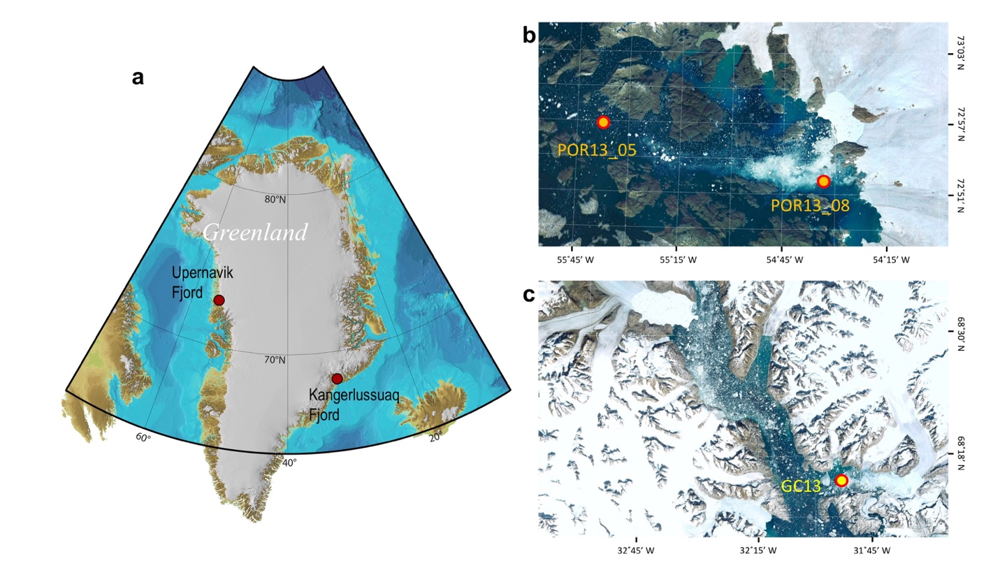 a
80°N
Greenland
Upernavik
Fjord
70°N
Kangerlussuaq
Fjord
60°
40°
20°
b
73°03' N
72°57' N
72°51' N
POR13_05
POR13_08
55°45' W
55°15' W
54°45' W
54°15' W
c
68°30' N
68°18' N
GC13
32°45' W
32°15' W
31°45' W